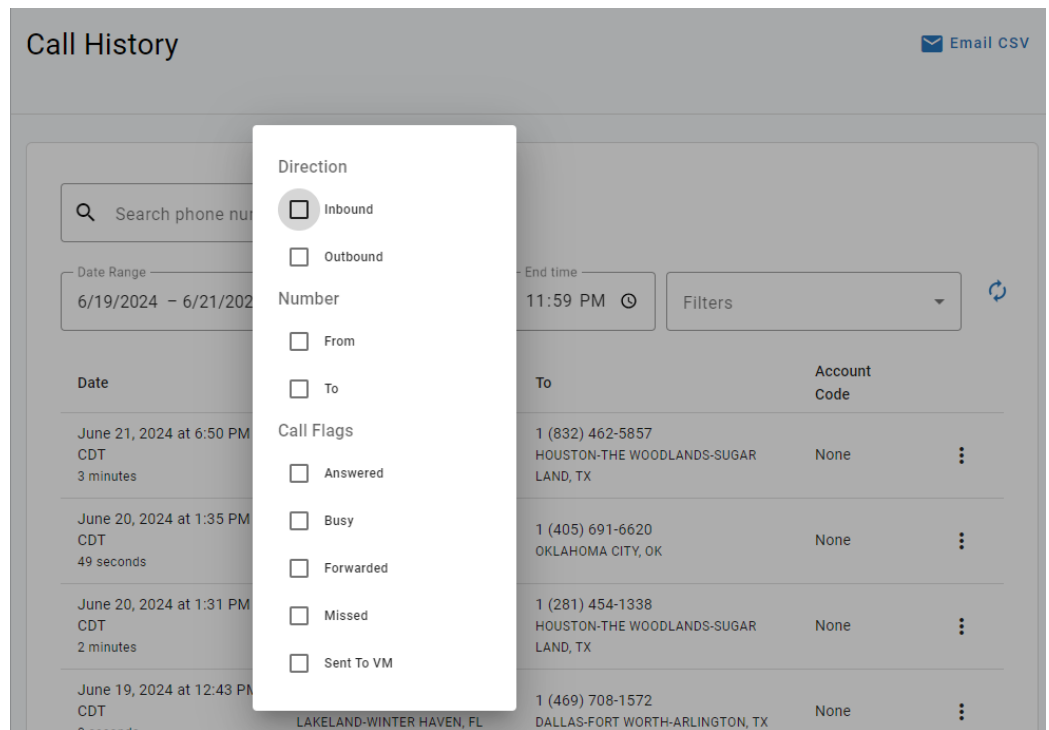 Call History
Email CSV
Search phone nur
Date Range
6/19/2024 – 6/21/202
End time
11:59 PM
Filters
Direction
Inbound
Outbound
Number
From
To
Call Flags
Answered
Busy
Forwarded
Missed
Sent To VM
Date
To
Account
Code
June 21, 2024 at 6:50 PM
CDT
3 minutes
1 (832) 462-5857
HOUSTON-THE WOODLANDS-SUGAR
LAND, TX
None
June 20, 2024 at 1:35 PM
CDT
49 seconds
1 (405) 691-6620
OKLAHOMA CITY, OK
None
June 20, 2024 at 1:31 PM
CDT
2 minutes
1 (281) 454-1338
HOUSTON-THE WOODLANDS-SUGAR
LAND, TX
None
June 19, 2024 at 12:43 PM
CDT
LAKELAND-WINTER HAVEN, FL
1 (469) 708-1572
DALLAS-FORT WORTH-ARLINGTON, TX
None